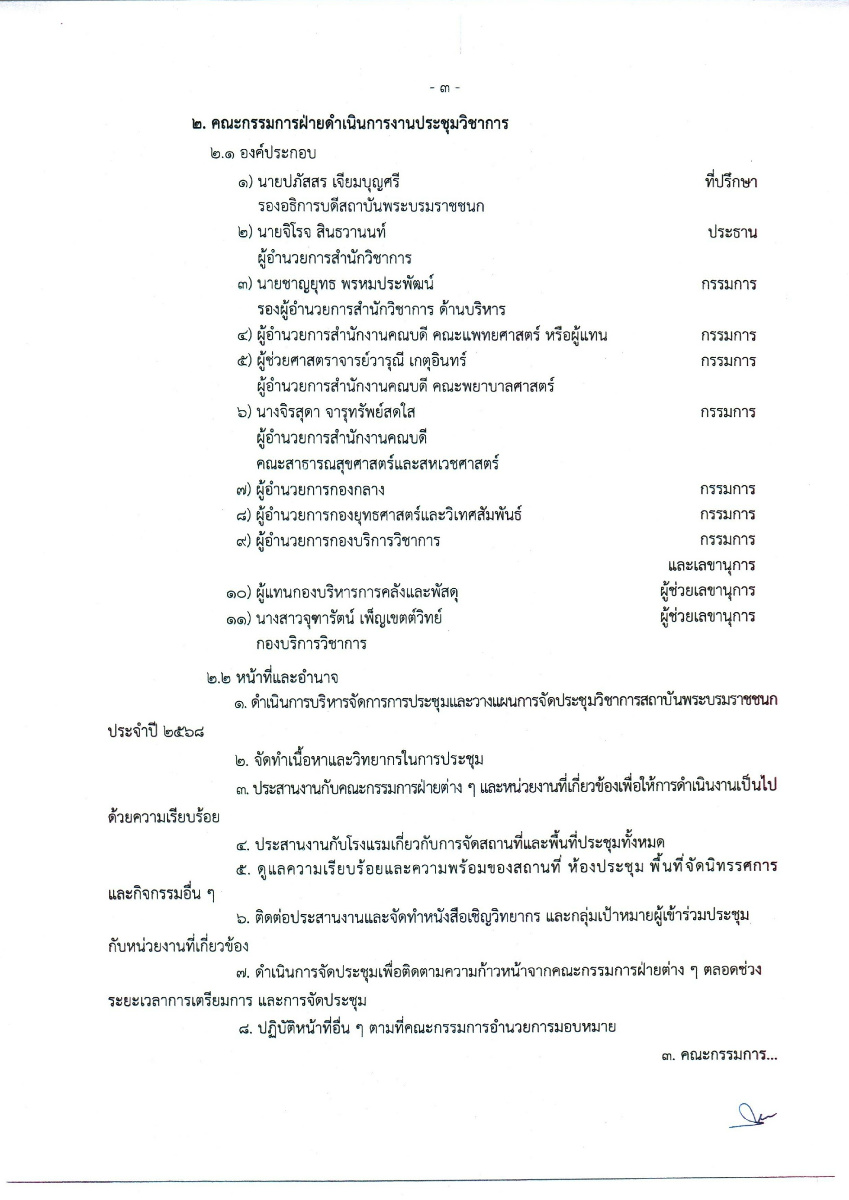 - ๓ -
๒. คณะกรรมการฝ่ายดำเนินการงานประชุมวิชาการ
๒.๑ องค์ประกอบ
๑) นายปภัสสร เจียมบุญศรี ที่ปรึกษา
รองอธิการบดีสถาบันพระบรมราชชนก
๒) นายจิโรจ สินธวานนท์ ประธาน
ผู้อำนวยการสำนักวิชาการ
๓) นายชาญยุทธ พรหมประพัฒน์ กรรมการ
รองผู้อำนวยการสำนักวิชาการ ด้านบริหาร
๔) ผู้อำนวยการสำนักงานคณบดี คณะแพทยศาสตร์ หรือผู้แทน กรรมการ
๕) ผู้ช่วยศาสตราจารย์วารุณี เกตุอินทร์ กรรมการ
ผู้อำนวยการสำนักงานคณบดี คณะพยาบาลศาสตร์
๖) นางจิรสุดา จารุทรัพย์สดใส กรรมการ
ผู้อำนวยการสำนักงานคณบดี
คณะสาธารณสุขศาสตร์และสหเวชศาสตร์
๗) ผู้อำนวยการกองกลาง กรรมการ
๘) ผู้อำนวยการกองยุทธศาสตร์และวิเทศสัมพันธ์ กรรมการ
๙) ผู้อำนวยการกองบริการวิชาการ กรรมการ
และเลขานุการ
๑๐) ผู้แทนกองบริหารการคลังและพัสดุ ผู้ช่วยเลขานุการ
๑๑) นางสาวจุฑารัตน์ เพ็ญเขตต์วิทย์ ผู้ช่วยเลขานุการ
กองบริการวิชาการ
๒.๒ หน้าที่และอำนาจ
๑. ดำเนินการบริหารจัดการการประชุมและวางแผนการจัดประชุมวิชาการสถาบันพระบรมราชชนก
ประจำปี ๒๕๖๘
๒. จัดทำเนื้อหาและวิทยากรในการประชุม
๓. ประสานงานกับคณะกรรมการฝ่ายต่าง ๆ และหน่วยงานที่เกี่ยวข้องเพื่อให้การดำเนินงานเป็นไป
ด้วยความเรียบร้อย
๔. ประสานงานกับโรงแรมเกี่ยวกับการจัดสถานที่และพื้นที่ประชุมทั้งหมด
๕. ดูแลความเรียบร้อยและความพร้อมของสถานที่ ห้องประชุม พื้นที่จัดนิทรรศการ
และกิจกรรมอื่น ๆ
๖. ติดต่อประสานงานและจัดทำหนังสือเชิญวิทยากร และกลุ่มเป้าหมายผู้เข้าร่วมประชุม
กับหน่วยงานที่เกี่ยวข้อง
๗. ดำเนินการจัดประชุมเพื่อติดตามความก้าวหน้าจากคณะกรรมการฝ่ายต่าง ๆ ตลอดช่วง
ระยะเวลาการเตรียมการ และการจัดประชุม
๘. ปฏิบัติหน้าที่อื่น ๆ ตามที่คณะกรรมการอำนวยการมอบหมาย
๓. คณะกรรมการ...